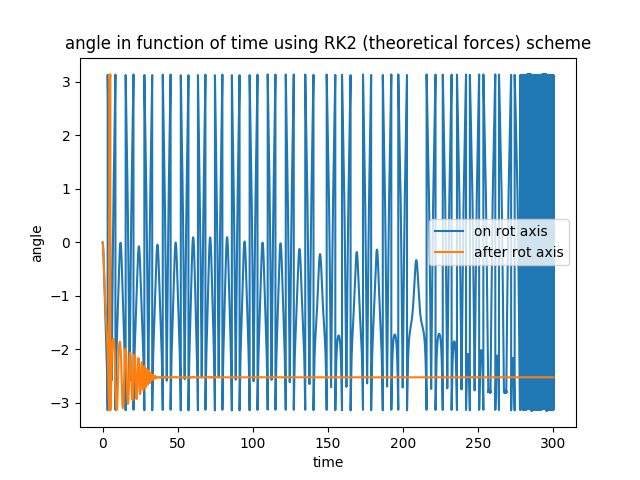 angle in function of time using RK2 (theoretical forces) scheme
3
2
1
0
−1
−2
−3
angle
on rot axis
after rot axis
0
50
100
150
200
250
300
time